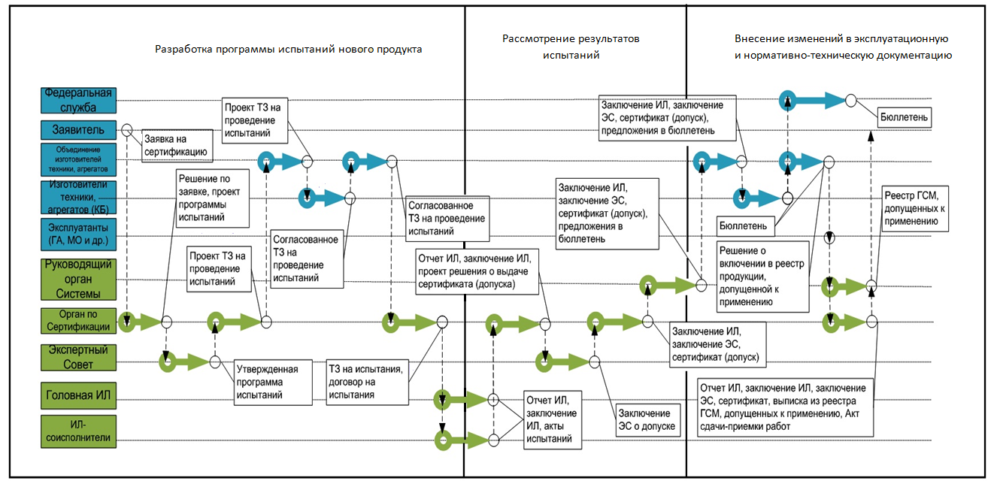 Разработка программы испытаний нового продукта
Рассмотрение результатов
испытаний
Внесение изменений в эксплуатационную
и нормативно-техническую документацию
Федеральная
служба
Заявитель
Объединение
изготовителей
техники, агрегатов
Изготовители
техники,
агрегатов (КБ)
Эксплуатанты
(ГА, МО и др.)
Руководящий
орган
Системы
Орган по
Сертификации
Экспертный
Совет
Головная ИЛ
ИЛ-
соисполнители
Заявка на
сертификацию
Решение по
заявке, проект
программы
испытаний
Проект ТЗ на
проведение
испытаний
Утвержденная
программа
испытаний
Проект ТЗ на
проведение
испытаний
Согласованное
ТЗ на
проведение
испытаний
Согласованное
ТЗ на проведение
испытаний
ТЗ на испытания,
договор на
испытания
Отчет ИЛ, заключение ИЛ,
проект решения о выдаче
сертификата (допуска)
Отчет ИЛ,
заключение
ИЛ, акты
испытаний
Заключение
ЭС о допуске
Заключение ИЛ,
заключение ЭС,
сертификат (допуск),
предложения в
бюллетень
Заключение ИЛ, заключение
ЭС, сертификат (допуск),
предложения в бюллетень
Заключение ИЛ,
заключение ЭС,
сертификат (допуск)
Бюллетень
Бюллетень
Решение о
включении в реестр
продукции,
допущенной к
применению
Реестр ГСМ,
допущенных к
применению
Отчет ИЛ, заключение ИЛ, заключение
ЭС, сертификат, выписка из реестра
ГСМ, допущенных к применению, Акт
сдачи-приемки работ